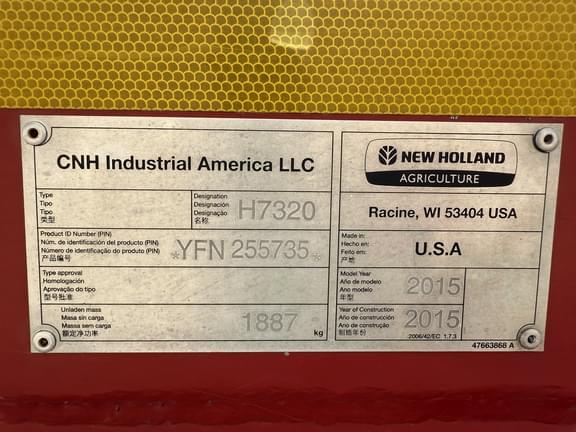 CNH Industrial America LLC
Type
Tipo
Tipo
类型
Designation
Designación
Designação
名称
H7320
Product ID Number (PIN)
Núm. de identificación del producto (PIN)
Número de identificação do produto (PIN)
产品编号
*YFN 255735*
Type approval
Homologación
Aprovação do tipo
型号批准
Unladen mass
Masa sin carga
Massa sem carga
额定净功率
1887
kg
NEW HOLLAND
AGRICULTURE
Racine, WI 53404 USA
Made in:
Hecho en:
Feito em:
产地
U.S.A
Model Year
Año de modelo
Ano modelo
年型
2015
Year of Construction
Año de construcción
Ano de construção
制造年份
2015
2006/42/EC 1.7.3
47663868 A